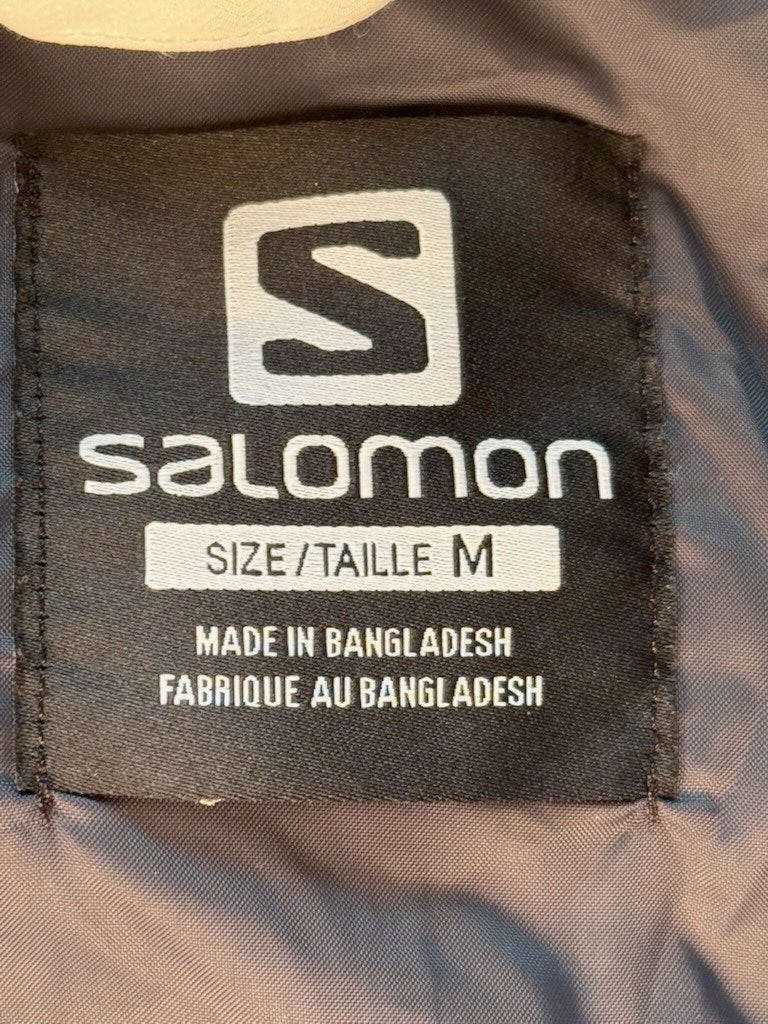 S
salomon
SIZE/TAILLE M
MADE IN BANGLADESH
FABRIQUE AU BANGLADESH